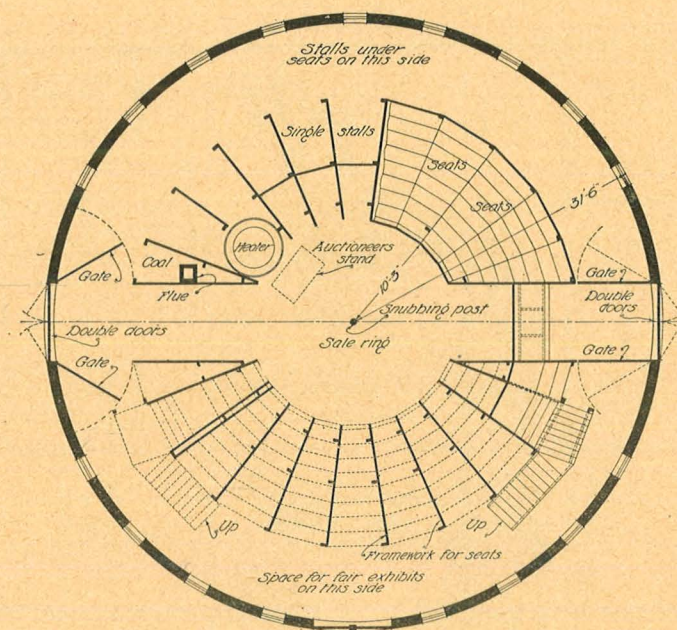 Stalls under
seats on this side
Single stalls
Seats
Seats
31'-6"
Heater
Auctioneers
stand
Coal
Gate
Flue
10'-3"
Snubbing post
Gate
Double
doors
Double doors
Sale ring
Gate
Gate
Up
Up
Framework for seats
Space for fair exhibits
on this side